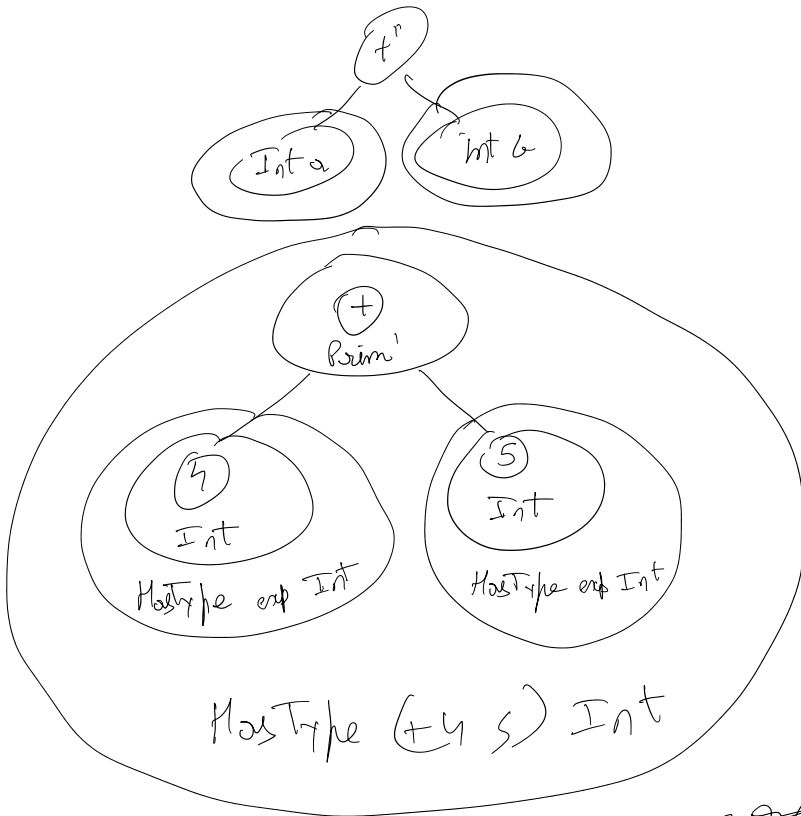 +n
Int a
Int b
+
Prim'
4
Int
HasType exp Int
5
Int
HasType exp Int
HasType (+ 4 5) Int